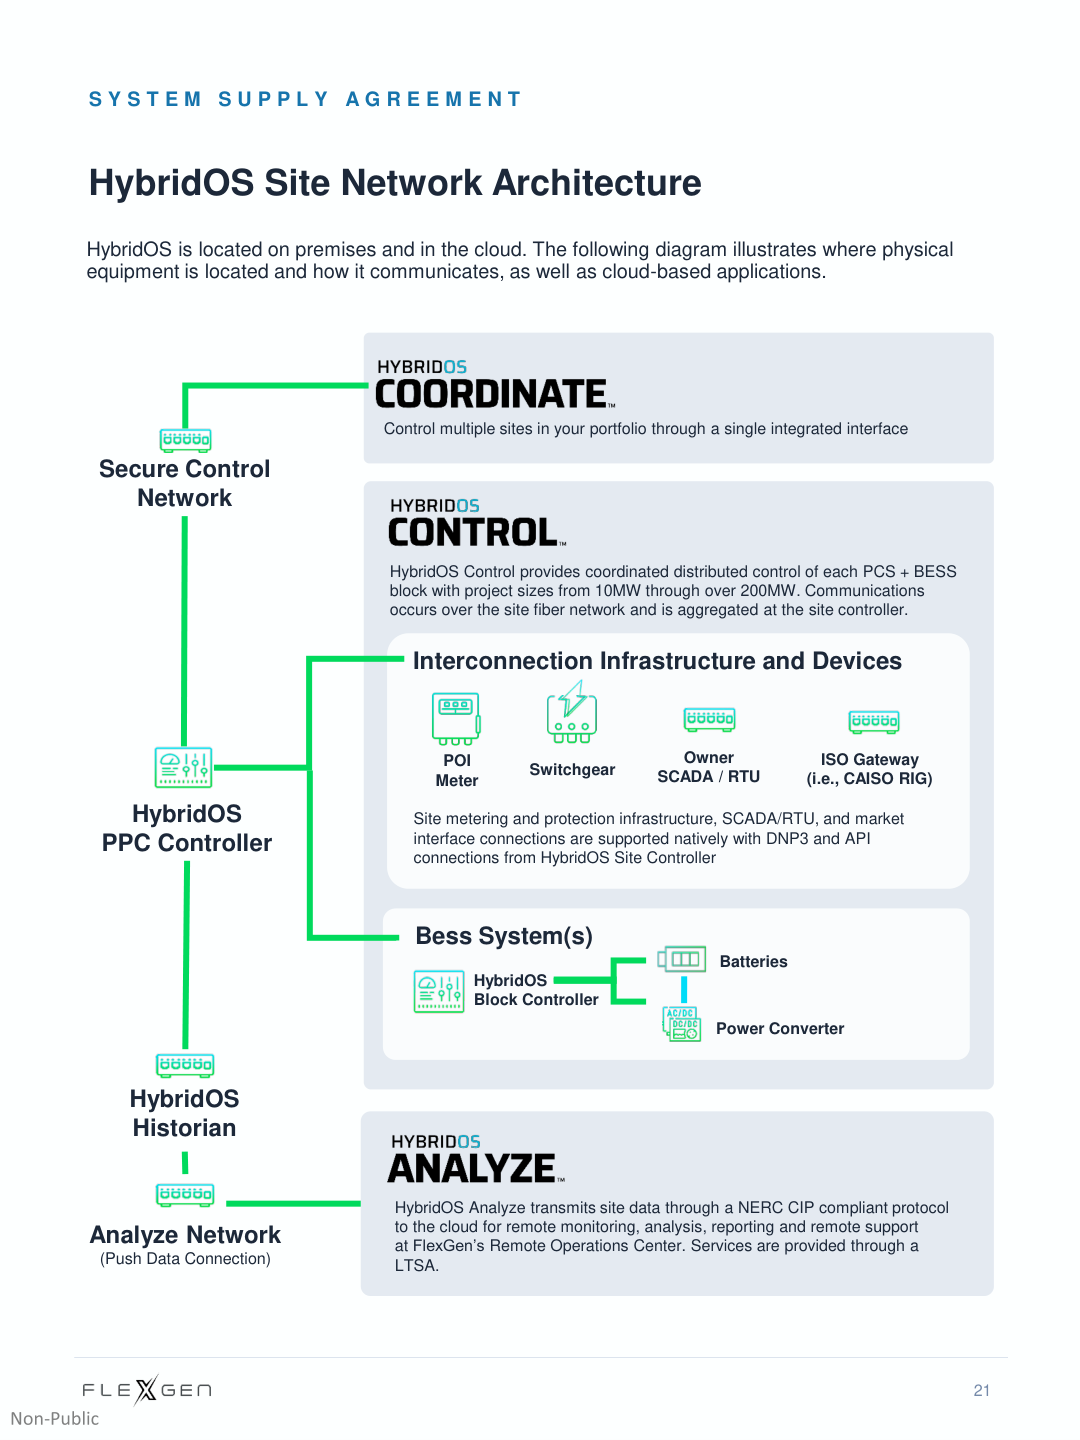 SYSTEM SUPPLY AGREEMENT
HybridOS Site Network Architecture
HybridOS is located on premises and in the cloud. The following diagram illustrates where physical
equipment is located and how it communicates, as well as cloud-based applications.
HYBRIDOS
COORDINATE™
Control multiple sites in your portfolio through a single integrated interface
Secure Control
Network
HYBRIDOS
CONTROL™
HybridOS Control provides coordinated distributed control of each PCS + BESS
block with project sizes from 10MW through over 200MW. Communications
occurs over the site fiber network and is aggregated at the site controller.
Interconnection Infrastructure and Devices
POI
Meter
Switchgear
Owner
SCADA / RTU
ISO Gateway
(i.e., CAISO RIG)
Site metering and protection infrastructure, SCADA/RTU, and market
interface connections are supported natively with DNP3 and API
connections from HybridOS Site Controller
HybridOS
PPC Controller
Bess System(s)
HybridOS
Block Controller
Batteries
AC/DC
DC/DC
Power Converter
HybridOS
Historian
Analyze Network
(Push Data Connection)
HYBRIDOS
ANALYZE™
HybridOS Analyze transmits site data through a NERC CIP compliant protocol
to the cloud for remote monitoring, analysis, reporting and remote support
at FlexGen's Remote Operations Center. Services are provided through a
LTSA.
FLEXGEN
21
Non-Public